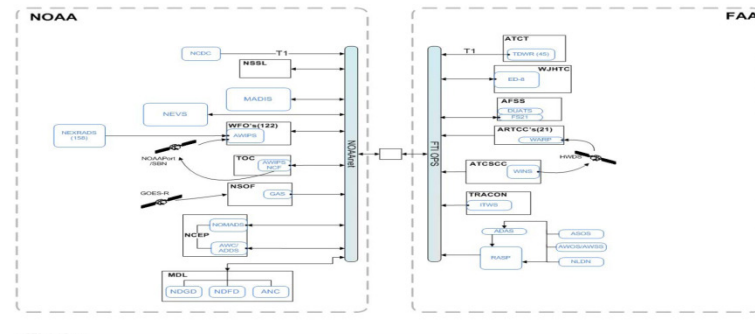 NOAA
NCDC
T1
NSSL
MADIS
NEVS
WFO's(122)
AWIPS
NEXRADS
(158)
NOAAPort
/SBN
TOC
AWIPS
NCF
GOES-R
NSOF
GAS
NOMADS
NCEP
AWC/
ADDS
MDL
NDGD
NDFD
ANC
NOAAnet
FAA
FTI OPS
ATCT
T1
TDWR (45)
WJHTC
ED-8
AFSS
DUATS
FS21
ARTCC's(21)
WARP
HWDS
ATCSCC
WINS
TRACON
ITWS
ADAS
ASOS
AWOS/AWSS
RASP
NLDN